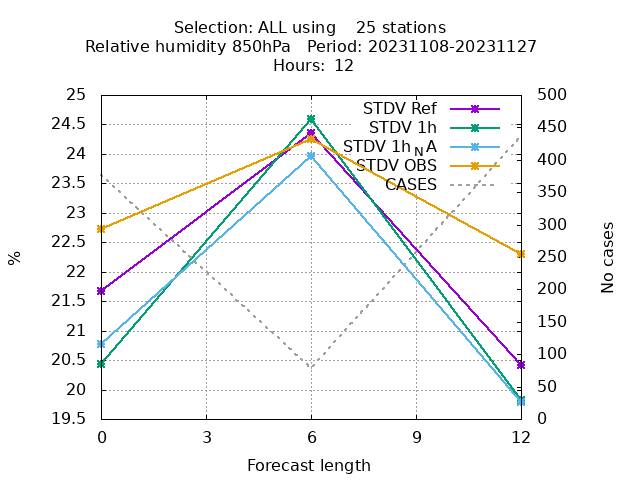 Selection: ALL using    25 stations
Relative humidity 850hPa   Period: 20231108-20231127
Hours: 12
25
24.5
24
23.5
23
22.5
22
21.5
21
20.5
20
19.5
%
STDV Ref
STDV 1h
STDV 1h_N A
STDV OBS
CASES
500
450
400
350
300
250
200
150
100
50
0
No cases
0 3 6 9 12
Forecast length